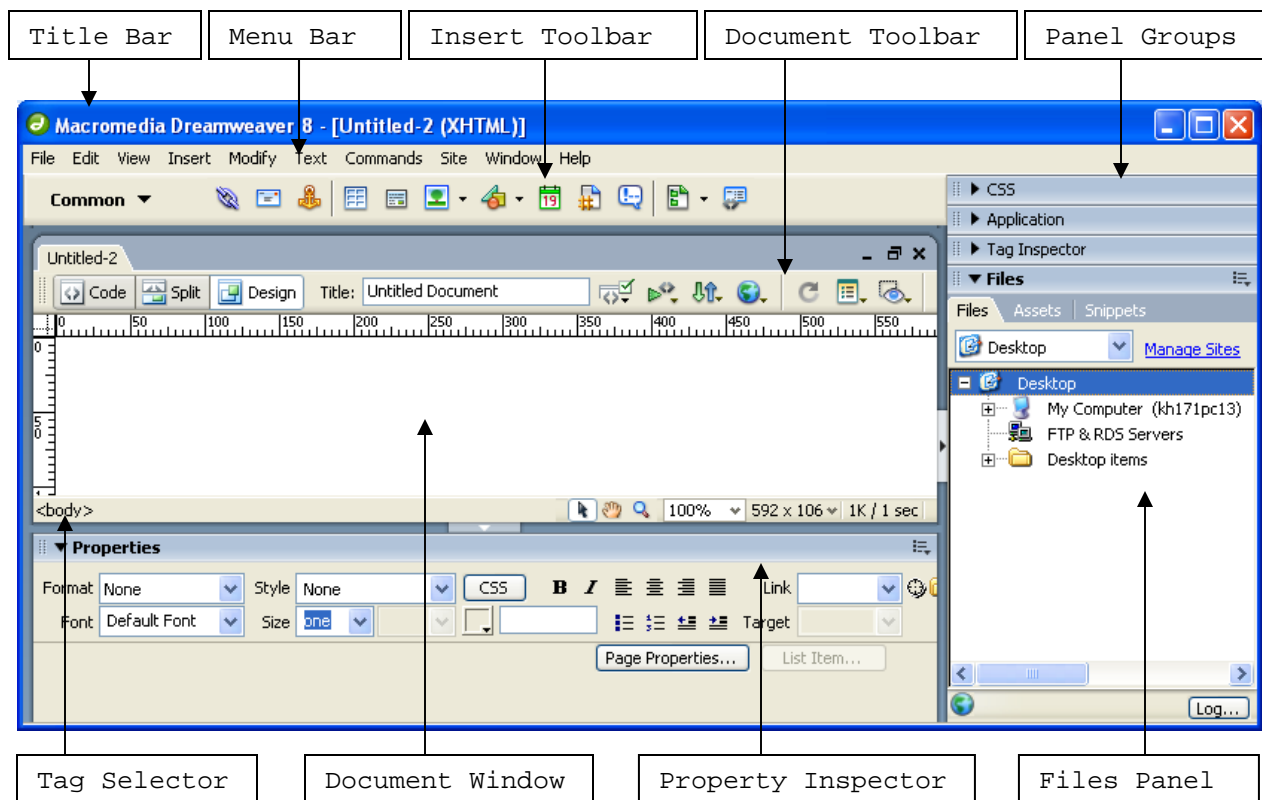 Title Bar Menu Bar Insert Toolbar Document Toolbar Panel Groups
Macromedia Dreamweaver 8 - [Untitled-2 (XHTML)]
File Edit View Insert Modify Text Commands Site Window Help
Common
19
CSS
Application
Tag Inspector
Files
Files Assets Snippets
Desktop Manage Sites
Desktop
My Computer (kh171pc13)
FTP & RDS Servers
Desktop items
Log...
Untitled-2
Code Split Design Title: Untitled Document
0 50 100 150 200 250 300 350 400 450 500 550
0
50
<body> 100% 592 x 106 1K / 1 sec
Properties
Format None Style None CSS B I Link
Font Default Font Size one Target
Page Properties... List Item...
Tag Selector Document Window Property Inspector Files Panel